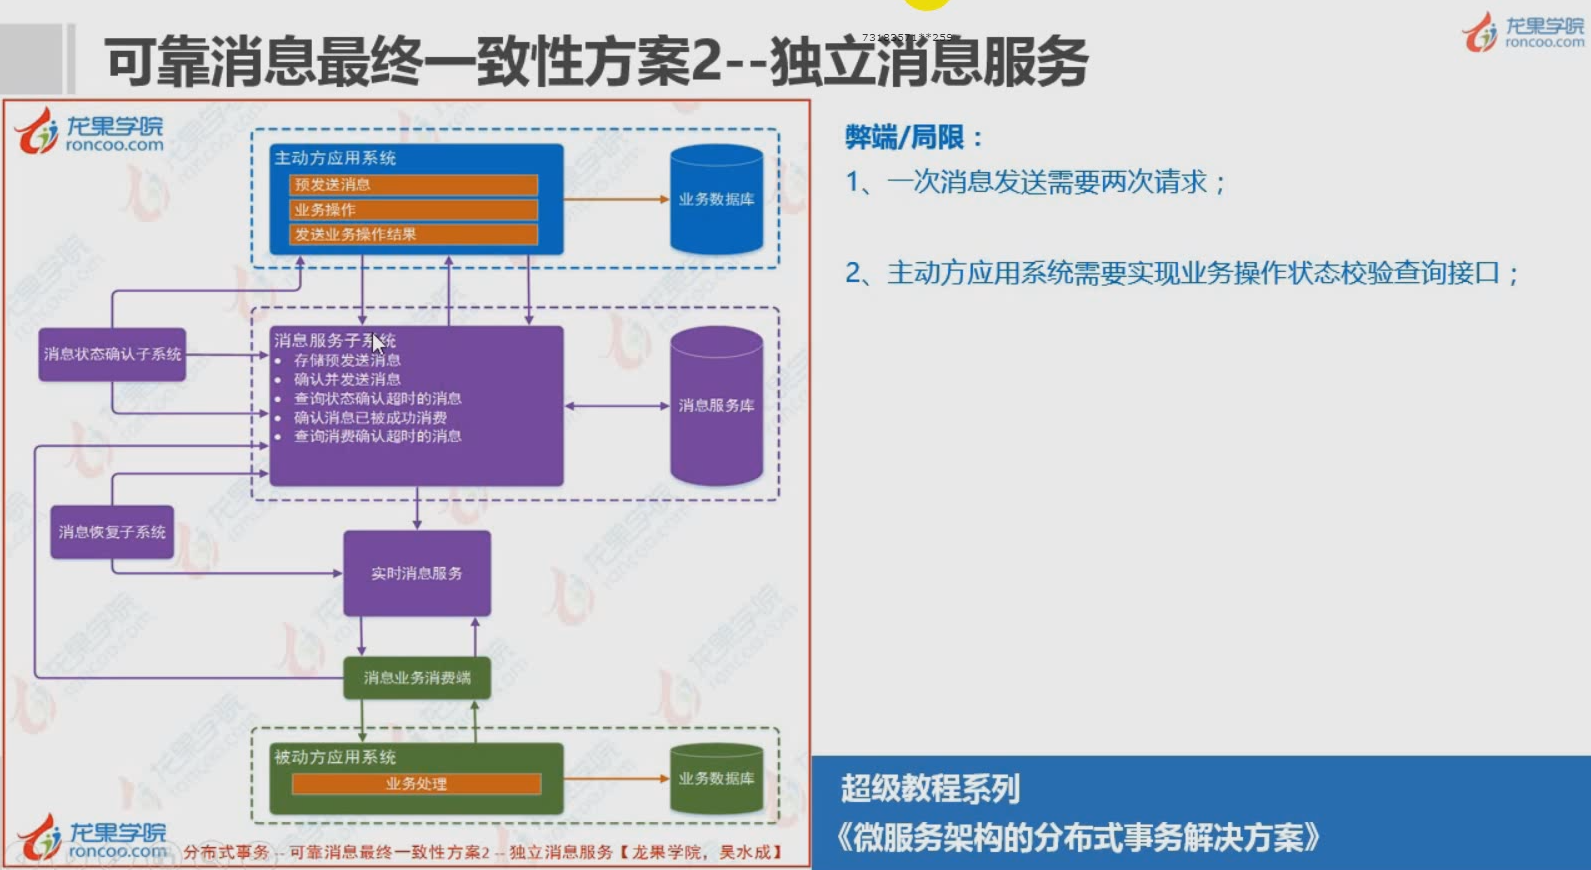 可靠消息最终一致性方案2--独立消息服务
龙果学院
roncoo.com
龙果学院
roncoo.com
主动方应用系统
预发送消息
业务操作
发送业务操作结果
业务数据库
消息状态确认子系统
消息服务子系统
• 存储预发送消息
• 确认并发送消息
• 查询状态确认超时的消息
• 确认消息已被成功消费
• 查询消费确认超时的消息
消息服务库
消息恢复子系统
实时消息服务
消息业务消费端
被动方应用系统
业务处理
业务数据库
龙果学院
roncoo.com
分布式事务 -- 可靠消息最终一致性方案2 -- 独立消息服务【龙果学院，吴水成】
弊端/局限：
1、一次消息发送需要两次请求；
2、主动方应用系统需要实现业务操作状态校验查询接口；
超级教程系列
《微服务架构的分布式事务解决方案》